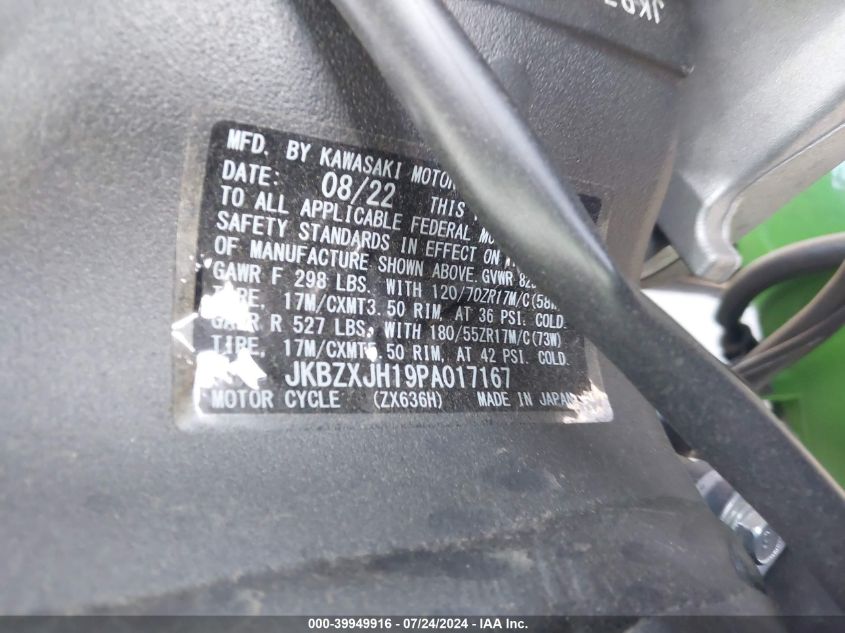 MFD. BY KAWASAKI MOTOR
DATE: 08/22 THIS
TO ALL APPLICABLE FEDERAL
SAFETY STANDARDS IN EFFECT ON
OF MANUFACTURE SHOWN ABOVE. GVWR
GAWR F 298 LBS. WITH 120/70ZR17M/C(58
TIRE, 17M/CXMT3.50 RIM, AT 36 PSI. COLD.
GAWR R 527 LBS. WITH 180/55ZR17M/C(73W)
TIRE, 17M/CXMT5.50 RIM, AT 42 PSI. COLD.
JKBZXJH19PA017167
MOTOR CYCLE (ZX636H) MADE IN JAPAN
000-39949916 - 07/24/2024 - IAA Inc.